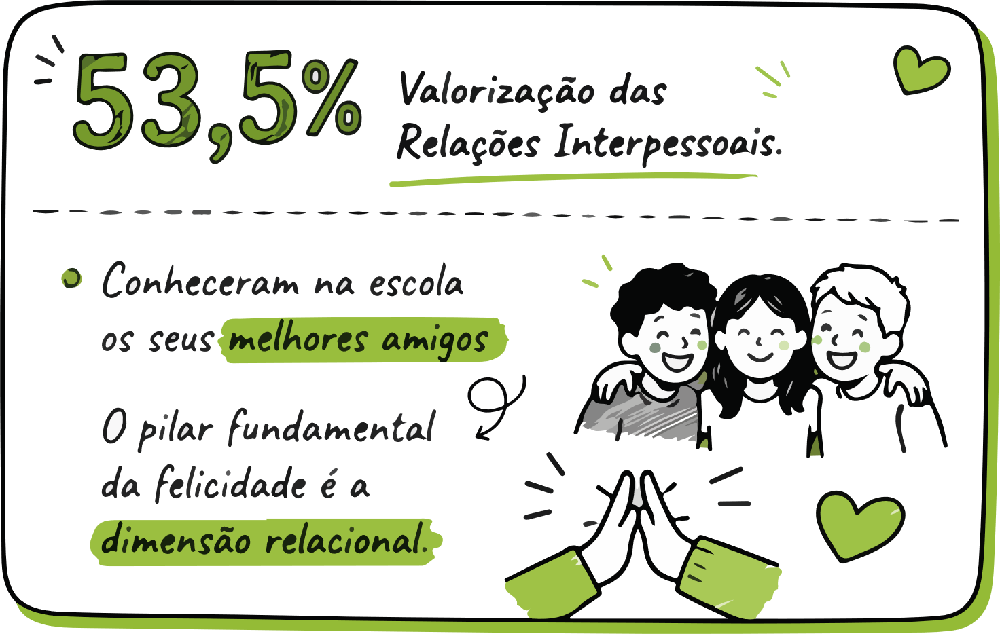 53,5%
Valorização das
Relações Interpessoais.
Conheceram na escola
os seus melhores amigos
O pilar fundamental
da felicidade é a
dimensão relacional.